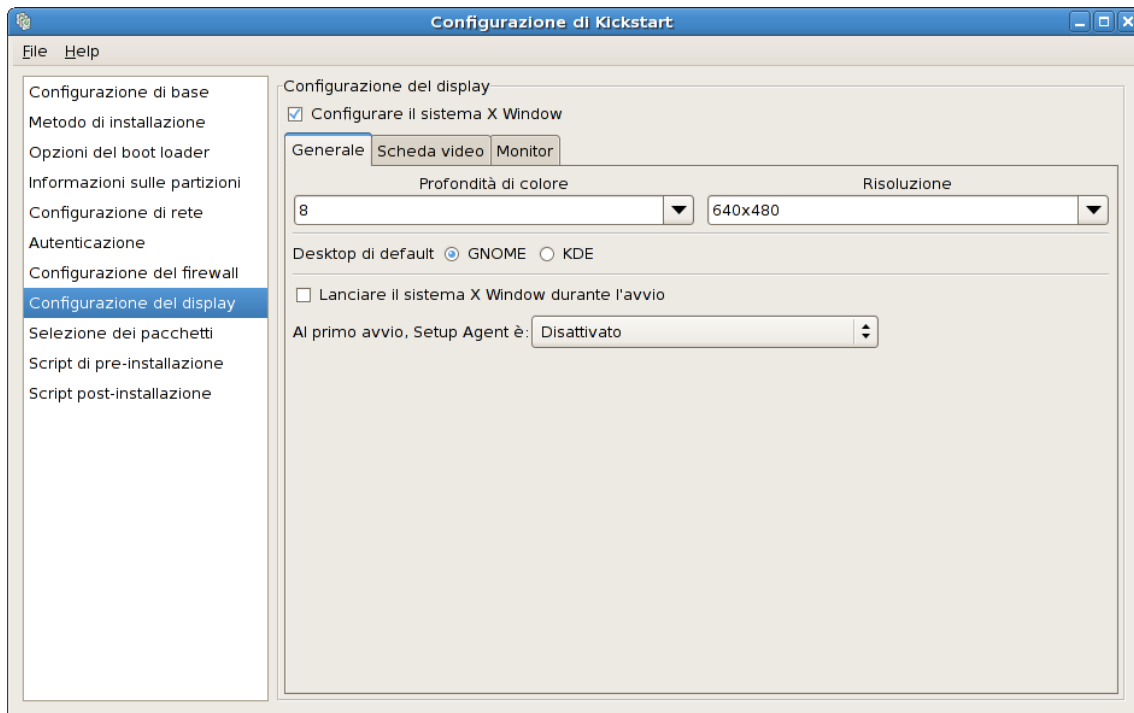 Configurazione di Kickstart
File Help
Configurazione di base
Metodo di installazione
Opzioni del boot loader
Informazioni sulle partizioni
Configurazione di rete
Autenticazione
Configurazione del firewall
Configurazione del display
Selezione dei pacchetti
Script di pre-installazione
Script post-installazione
Configurazione del display
Configurare il sistema X Window
Generale Scheda video Monitor
Profondità di colore Risoluzione
8 640x480
Desktop di default GNOME KDE
Lanciare il sistema X Window durante l'avvio
Al primo avvio, Setup Agent è: Disattivato